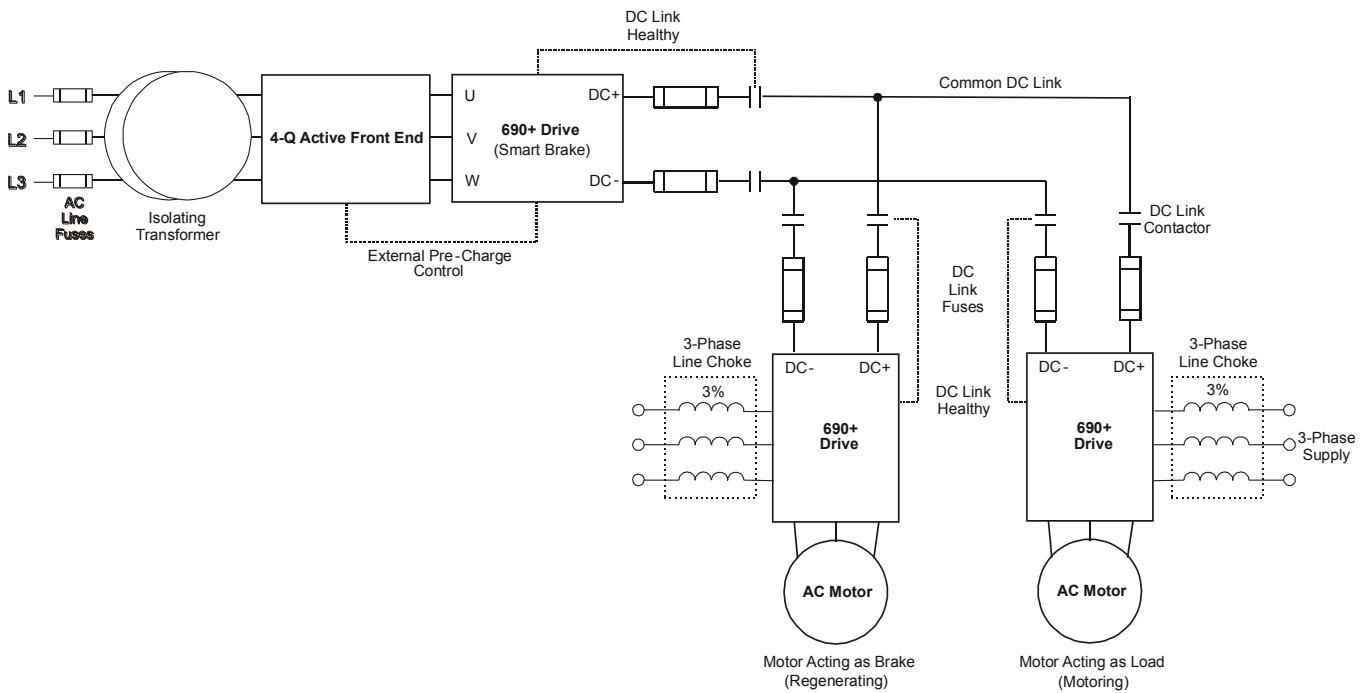 DC Link
Healthy
L1
L2
L3
AC
Line
Fuses
Isolating
Transformer
4-Q Active Front End
U
V
W
690+ Drive
(Smart Brake)
DC+
DC-
External Pre-Charge
Control
Common DC Link
DC Link
Contactor
DC
Link
Fuses
3-Phase
Line Choke
3%
DC-
DC+
690+
Drive
DC Link
Healthy
DC-
DC+
690+
Drive
3-Phase
Line Choke
3%
3-Phase
Supply
AC Motor
AC Motor
Motor Acting as Brake
(Regenerating)
Motor Acting as Load
(Motoring)